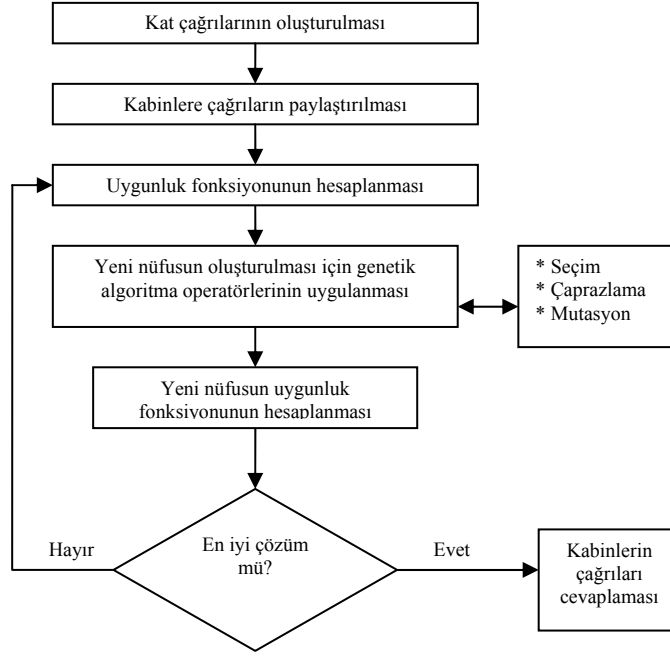 Kat çağrılarının oluşturulması
Kabinlere çağrıların paylaştırılması
Uygunluk fonksiyonunun hesaplanması
Yeni nüfusun oluşturulması için genetik
algoritma operatörlerinin uygulanması
* Seçim
* Çaprazlama
* Mutasyon
Yeni nüfusun uygunluk
fonksiyonunun hesaplanması
En iyi çözüm
mü?
Hayır
Evet
Kabinlerin
çağrıları
cevaplaması